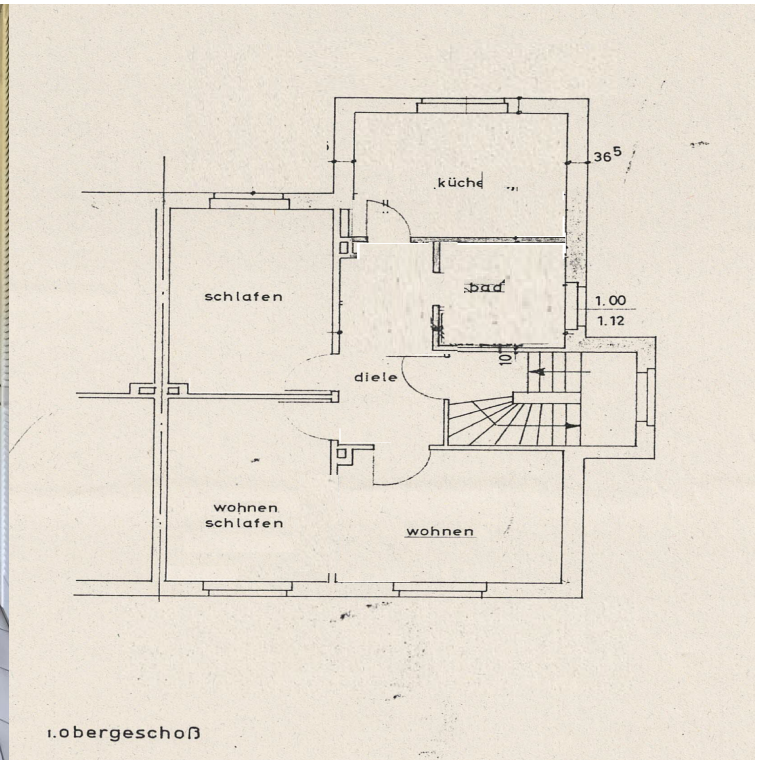 küche
36⁵
schlafen
bad
1.00
1.12
10
diele
wohnen
schlafen
wohnen
1.obergeschoß